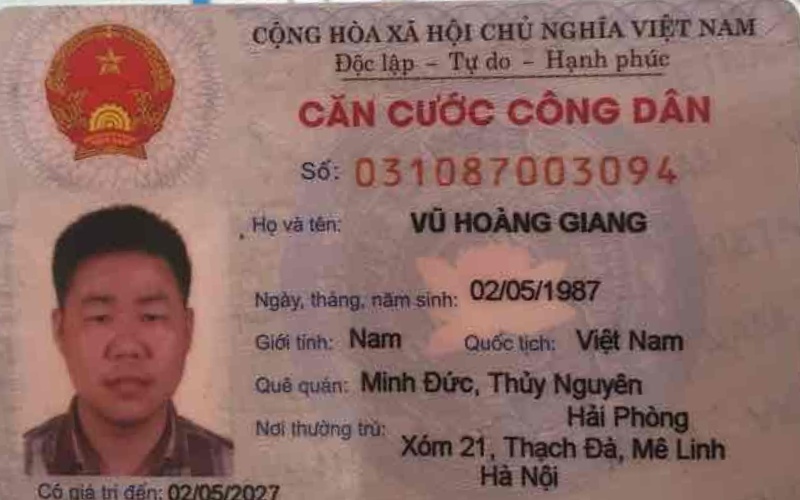 CỘNG HÒA XÃ HỘI CHỦ NGHĨA VIỆT NAM
Độc lập – Tự do – Hạnh phúc
CĂN CƯỚC CÔNG DÂN
Số: 031087003094
Họ và tên: VŨ HOÀNG GIANG
Ngày, tháng, năm sinh: 02/05/1987
Giới tính: Nam Quốc tịch: Việt Nam
Quê quán: Minh Đức, Thủy Nguyên
Hải Phòng
Nơi thường trú:
Xóm 21, Thạch Đà, Mê Linh
Hà Nội
Có giá trị đến: 02/05/2027